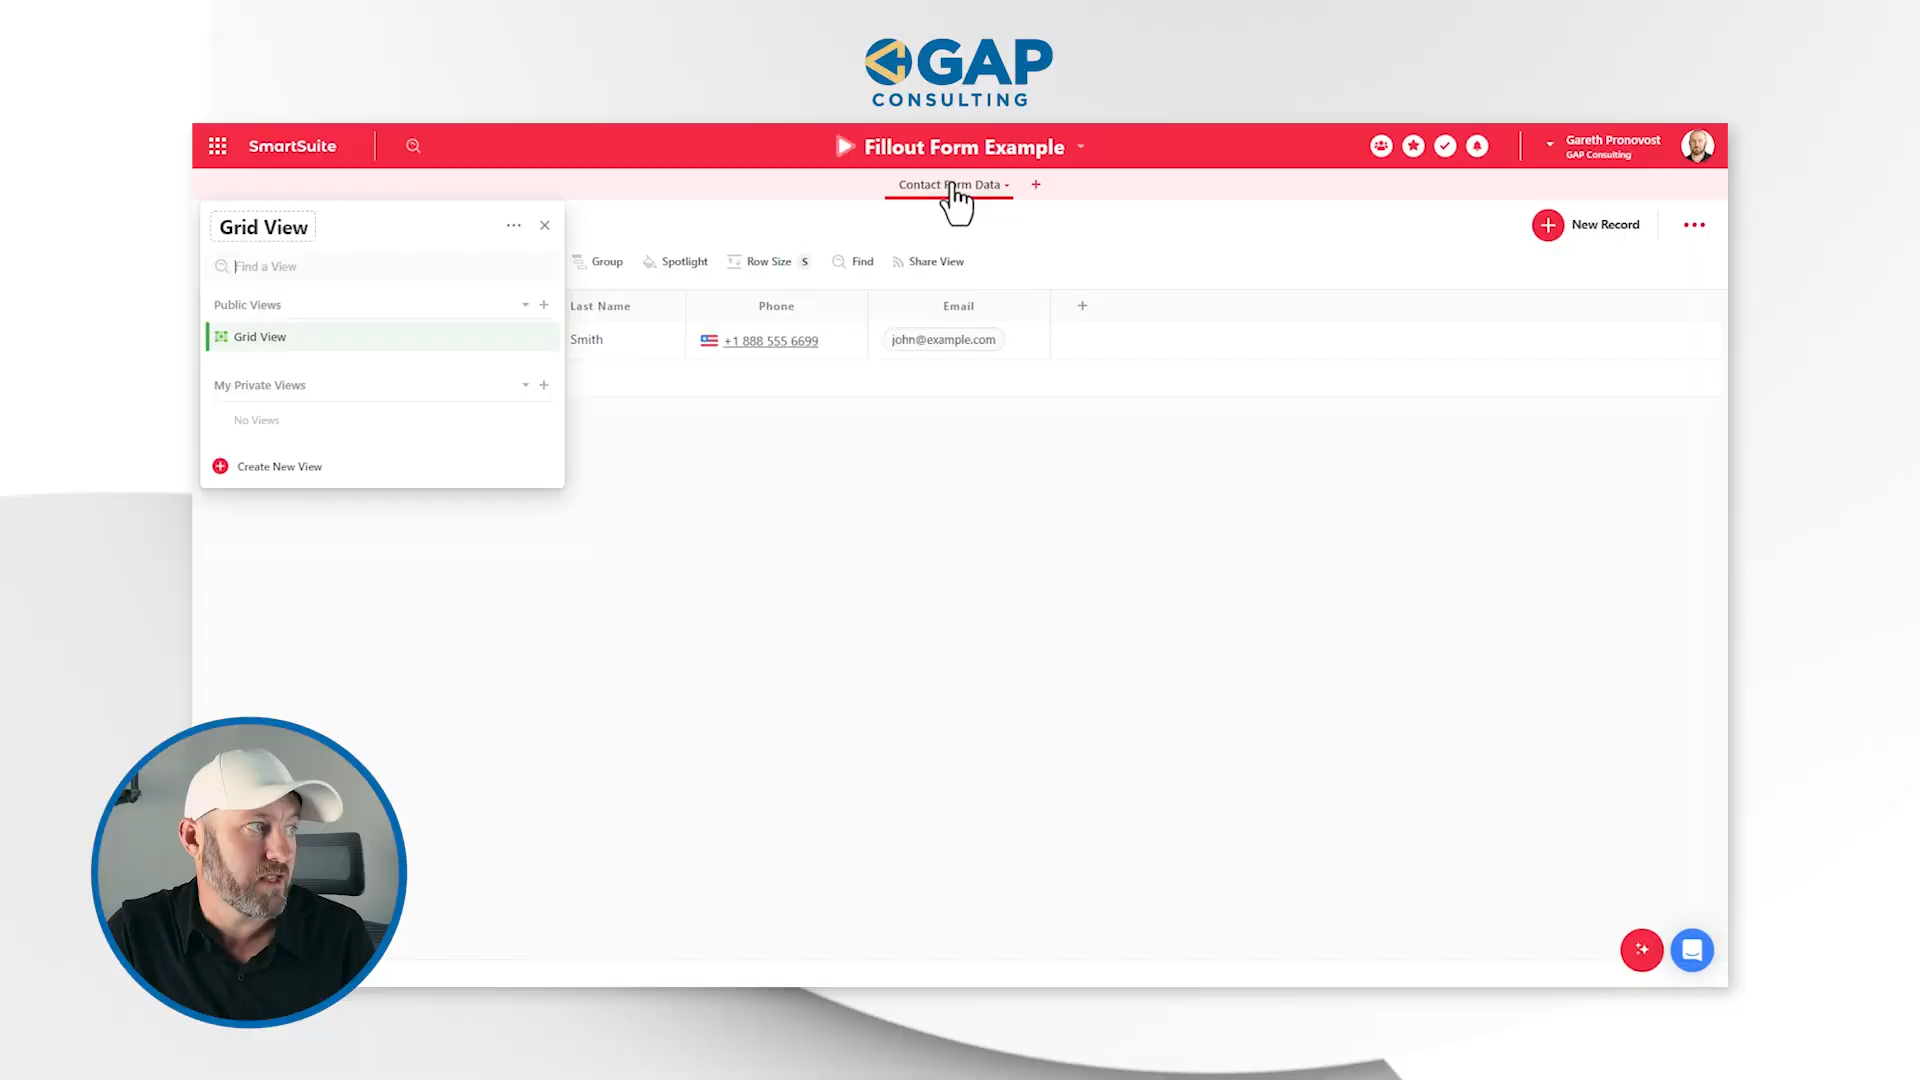 GAP
CONSULTING
SmartSuite
Fillout Form Example
Gareth Pronovost
GAP Consulting
Contact Form Data
Grid View
New Record
Find a View
Group
Spotlight
Row Size S
Find
Share View
Public Views
Last Name
Phone
Email
Grid View
Smith
+1 888 555 6699
john@example.com
My Private Views
No Views
Create New View